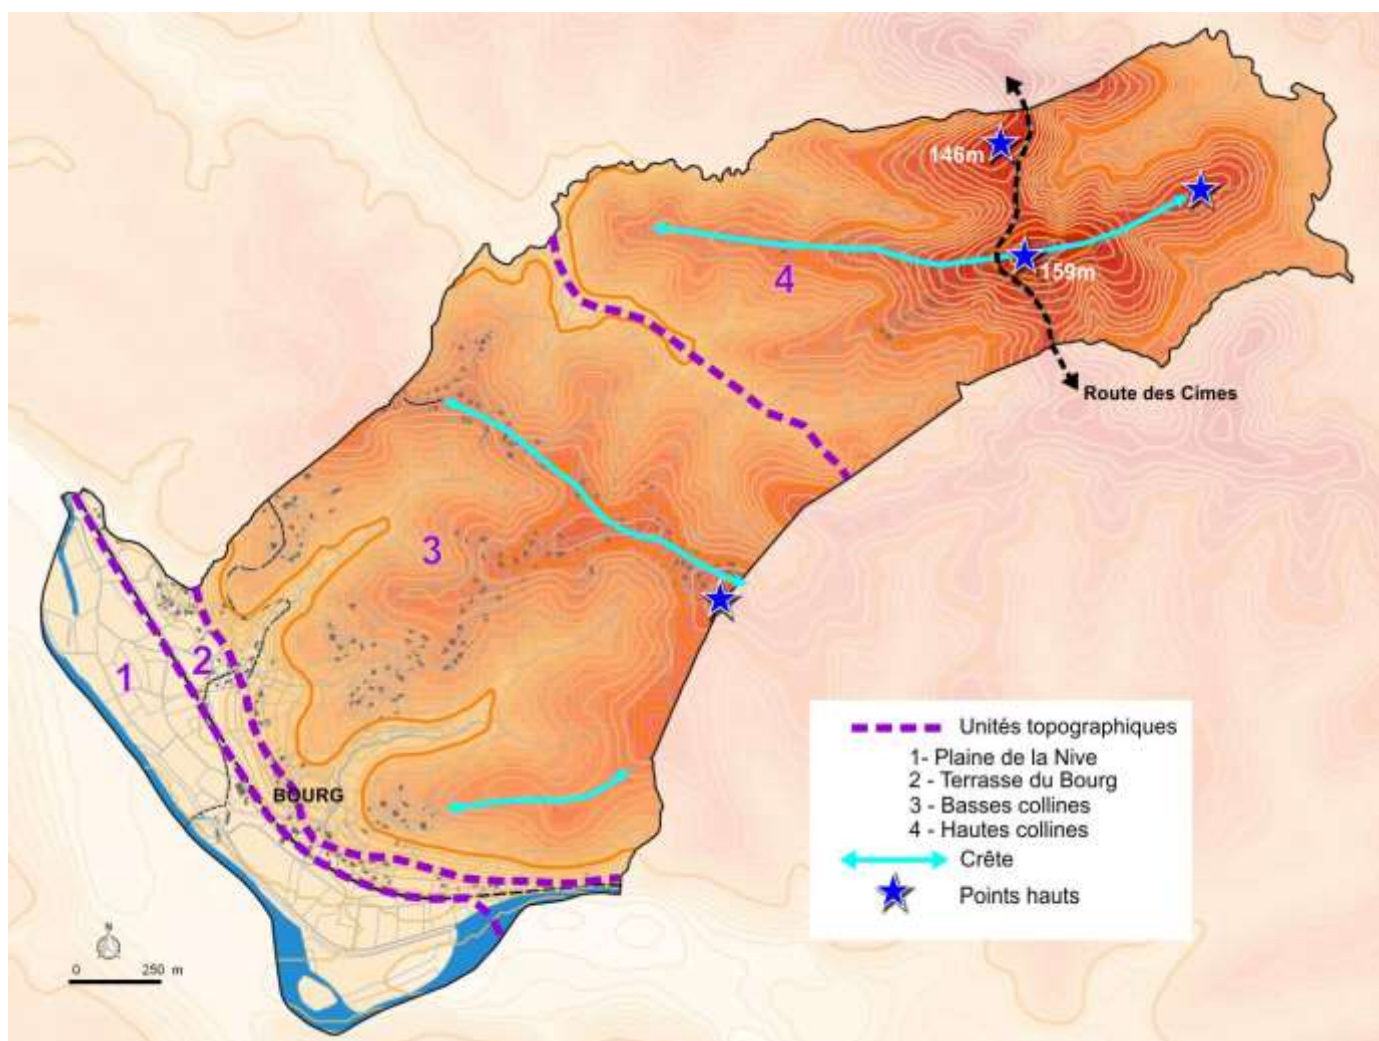 146m
159m
4
Route des Cimes
3
2
1
BOURG
Unités topographiques
1- Plaine de la Nive
2 - Terrasse du Bourg
3 - Basses collines
4 - Hautes collines
Crête
Points hauts
N
0 250 m